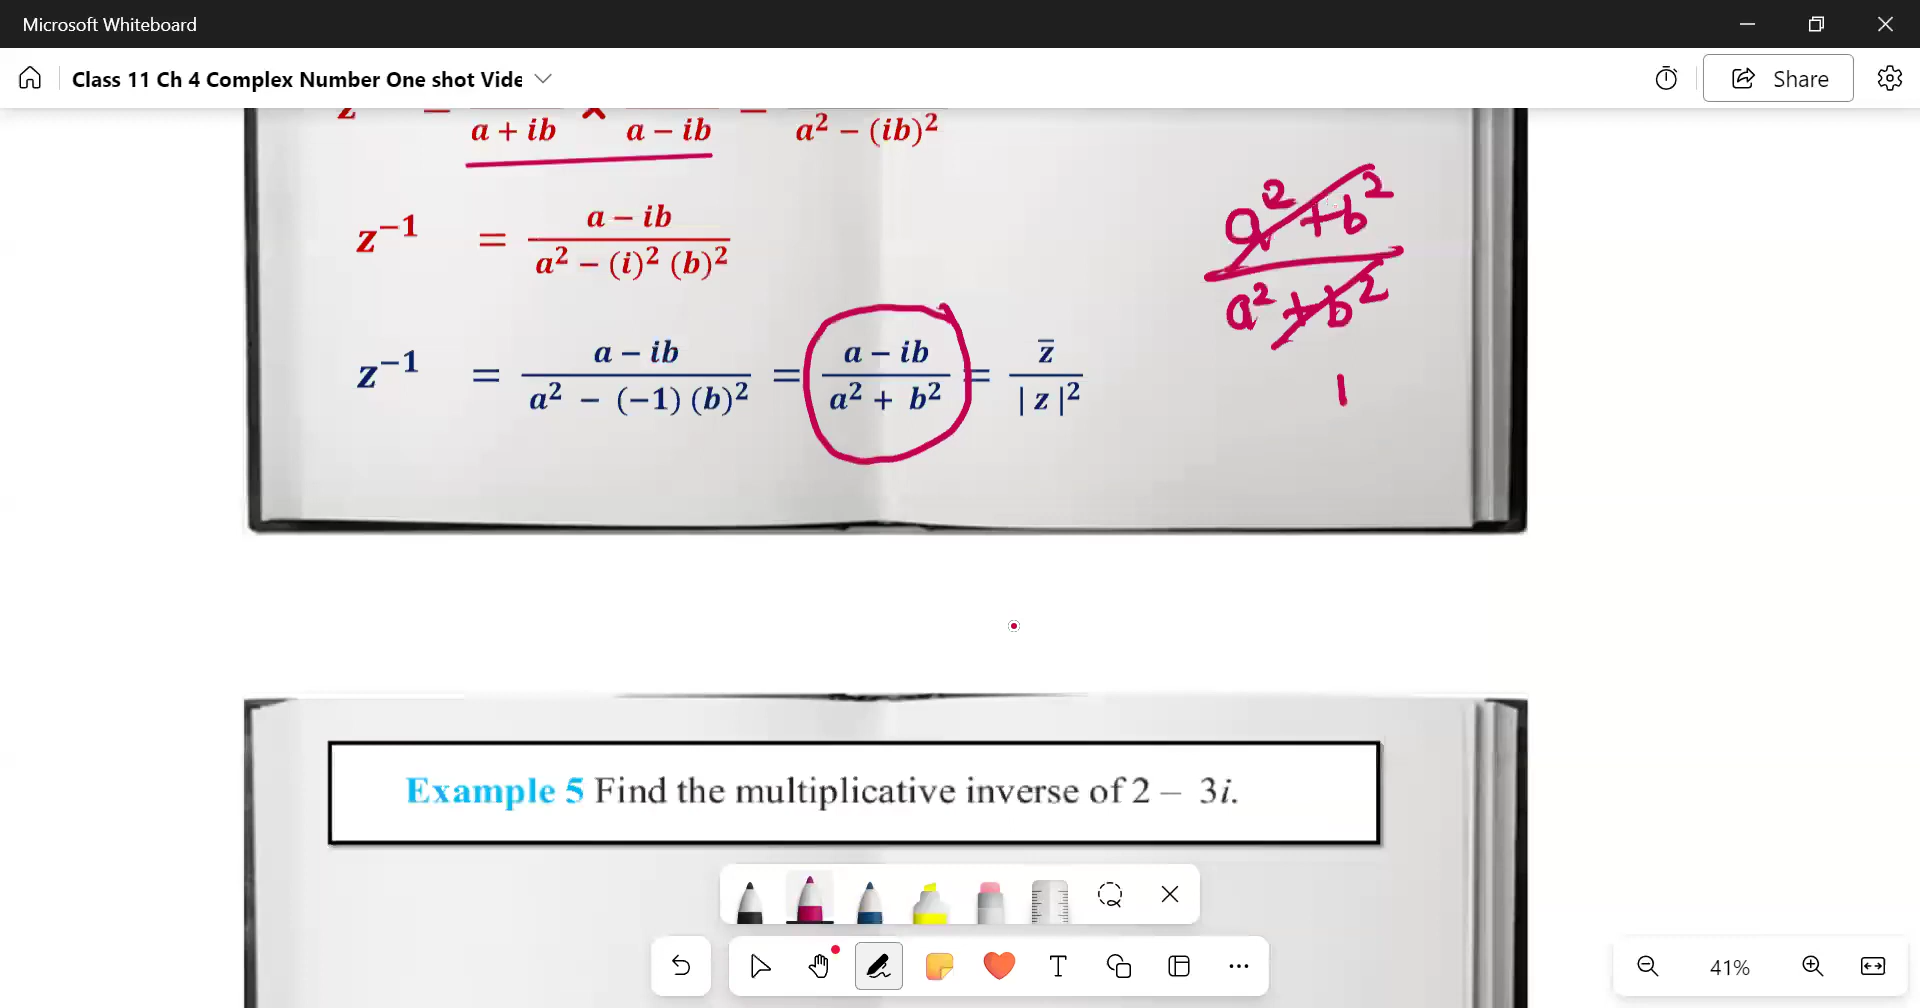 Microsoft Whiteboard
Class 11 Ch 4 Complex Number One shot Vide
Share
a + ib × a − ib = a² − (ib)²
z⁻¹ = (a − ib) / (a² − (i)² (b)²)
a² + b²
a² + b²
z⁻¹ = (a − ib) / (a² − (−1) (b)²) = (a − ib) / (a² + b²) = z̄ / | z |²
1
Example 5 Find the multiplicative inverse of 2 − 3i.
41%